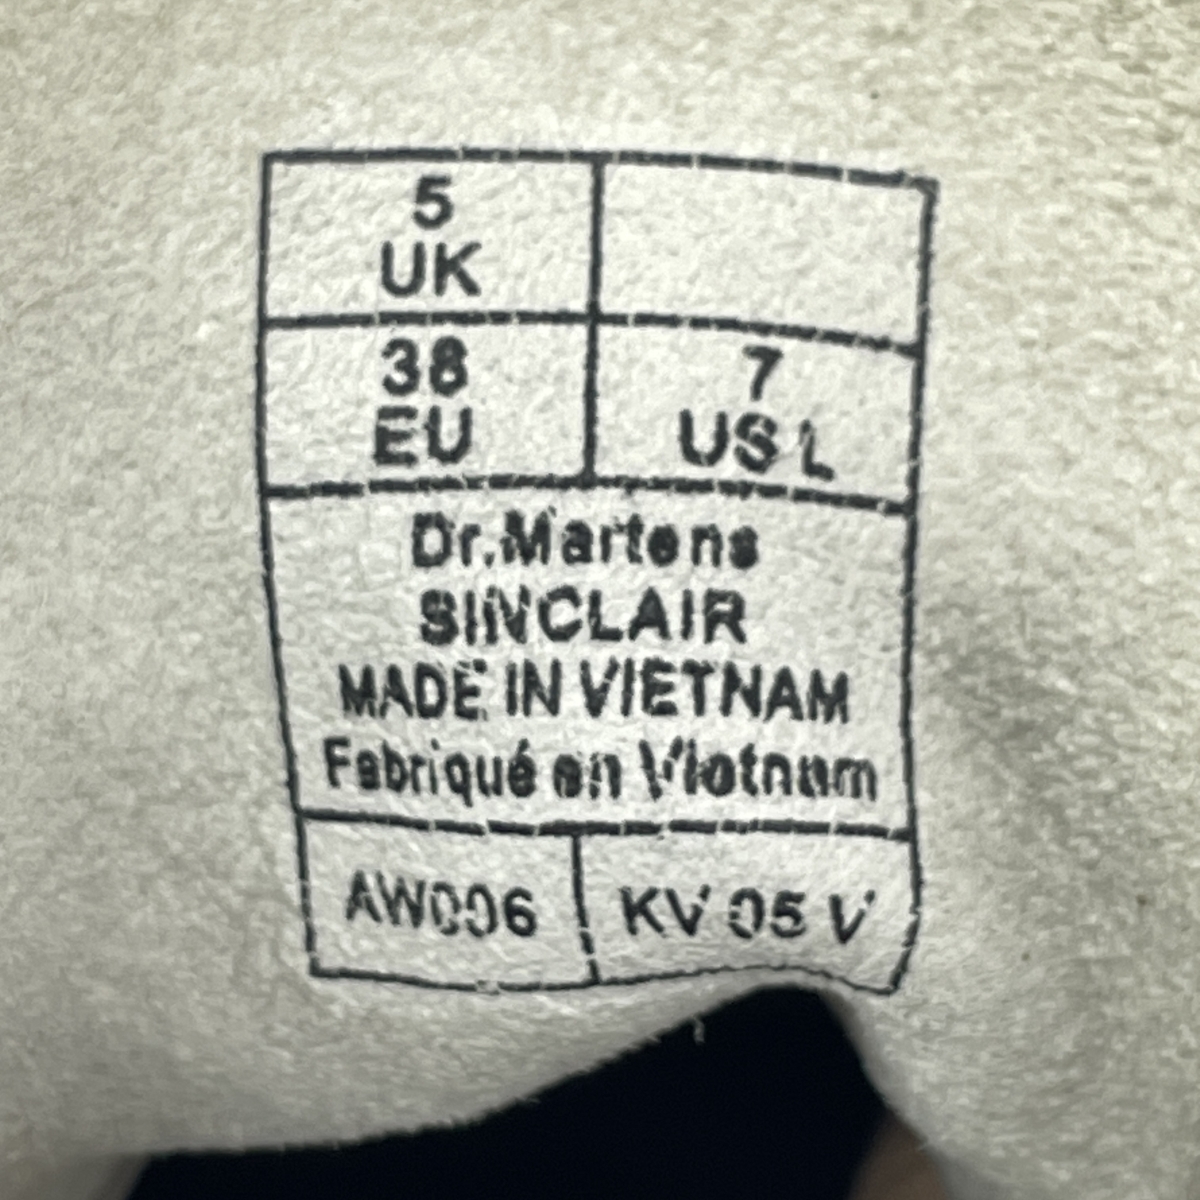 5
UK
38
EU
7
US L
Dr.Martens
SINCLAIR
MADE IN VIETNAM
Fabriqué en Vietnam
AW006
KV 05 V